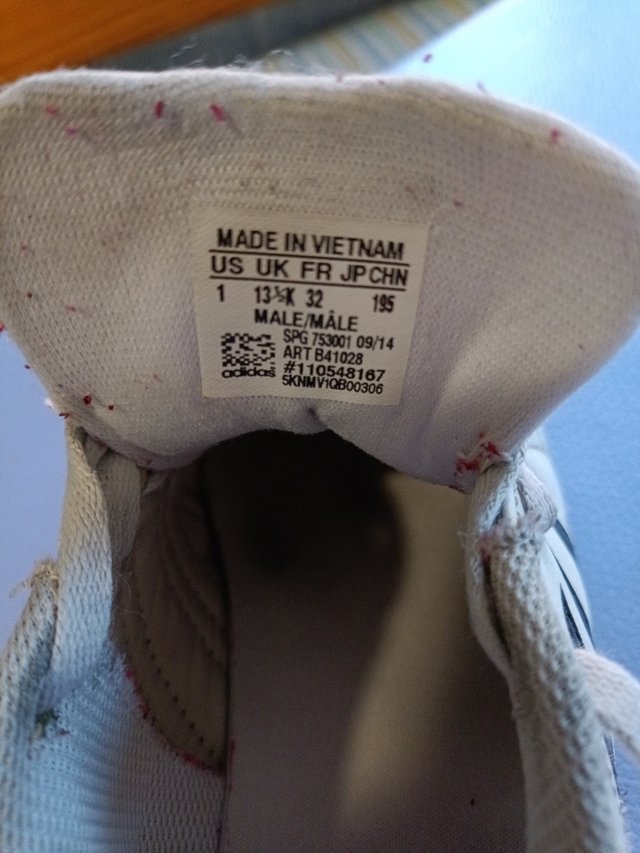 MADE IN VIETNAM
US UK FR JP CHN
1 13½K 32 195
MALE/MÂLE
SPG 753001 09/14
ART B41028
#110548167
adidas 5KNMV1QB00306